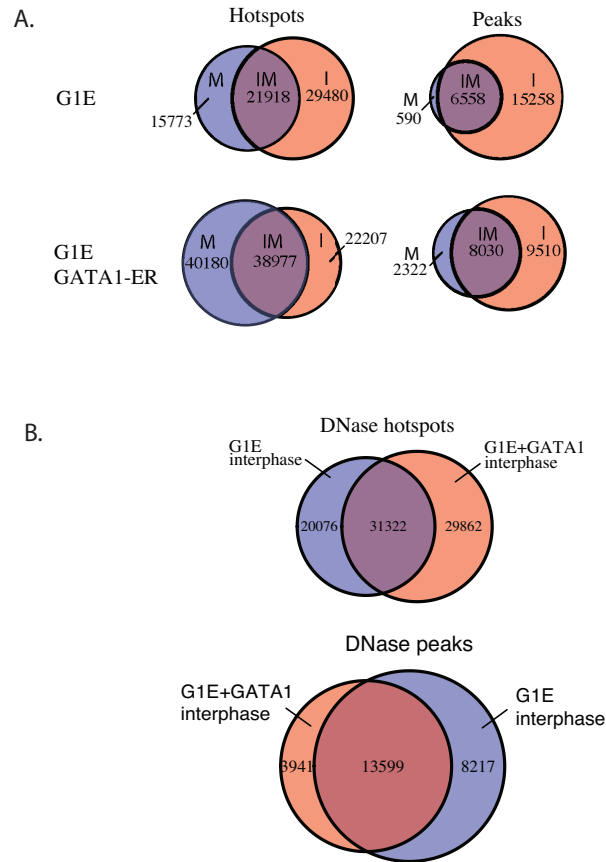 A.
Hotspots
Peaks
G1E
M
IM
I
21918
29480
15773
IM
I
M
6558
15258
590
G1E
GATA1-ER
M
IM
I
22207
40180
38977
IM
I
M
8030
9510
2322
B.
DNase hotspots
G1E
interphase
G1E+GATA1
interphase
20076
31322
29862
DNase peaks
G1E+GATA1
interphase
G1E
interphase
3941
13599
8217